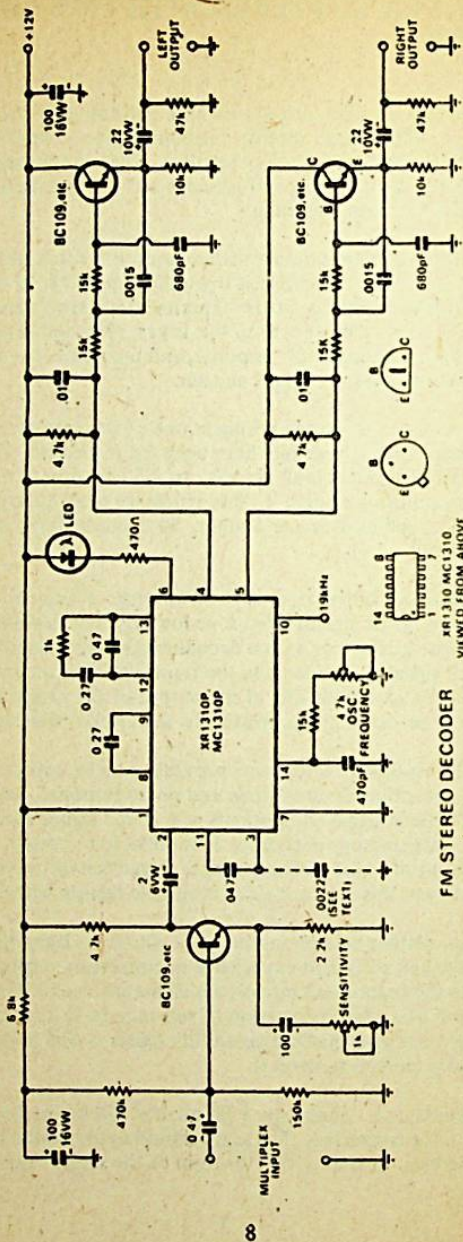 +12V
100
16VW
LEFT
OUTPUT
22
10VW
47k
10k
BC109, etc.
15k
.0015
680pF
15k
.01
4.7k
LED
λ
470Ω
RIGHT
OUTPUT
22
10VW
47k
10k
BC109, etc.
C
B
E
15k
.0015
680pF
15K
.01
4.7k
B
E C
B
E C
6.8k
100
16VW
470k
0.47
MULTIPLEX
INPUT
150k
4.7k
BC109, etc
2
6VW
2.2k
100
SENSITIVITY
1k
.047
.0022
(SEE
TEXT)
XR1310P,
MC1310P
1
8
9
12
13
6
4
5
10
2
11
3
7
14
0.27
0.27
1k
0.47
19kHz
470pF
15k
4.7k
OSC
FREQUENCY
14
8
1
7
XR1310 MC1310
VIEWED FROM ABOVE
FM STEREO DECODER
8